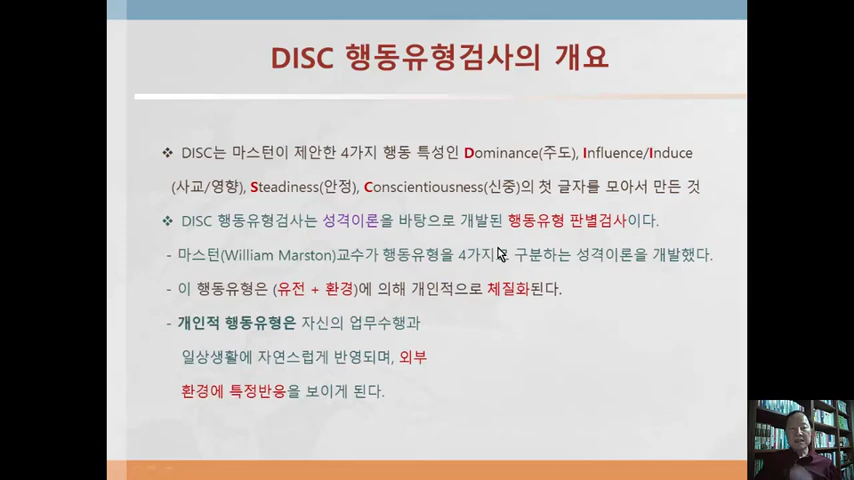 DISC 행동유형검사의 개요
❖ DISC는 마스턴이 제안한 4가지 행동 특성인 Dominance(주도), Influence/Induce
(사교/영향), Steadiness(안정), Conscientiousness(신중)의 첫 글자를 모아서 만든 것
❖ DISC 행동유형검사는 성격이론을 바탕으로 개발된 행동유형 판별검사이다.
- 마스턴(William Marston)교수가 행동유형을 4가지로 구분하는 성격이론을 개발했다.
- 이 행동유형은 (유전 + 환경)에 의해 개인적으로 체질화된다.
- 개인적 행동유형은 자신의 업무수행과
일상생활에 자연스럽게 반영되며, 외부
환경에 특정반응을 보이게 된다.